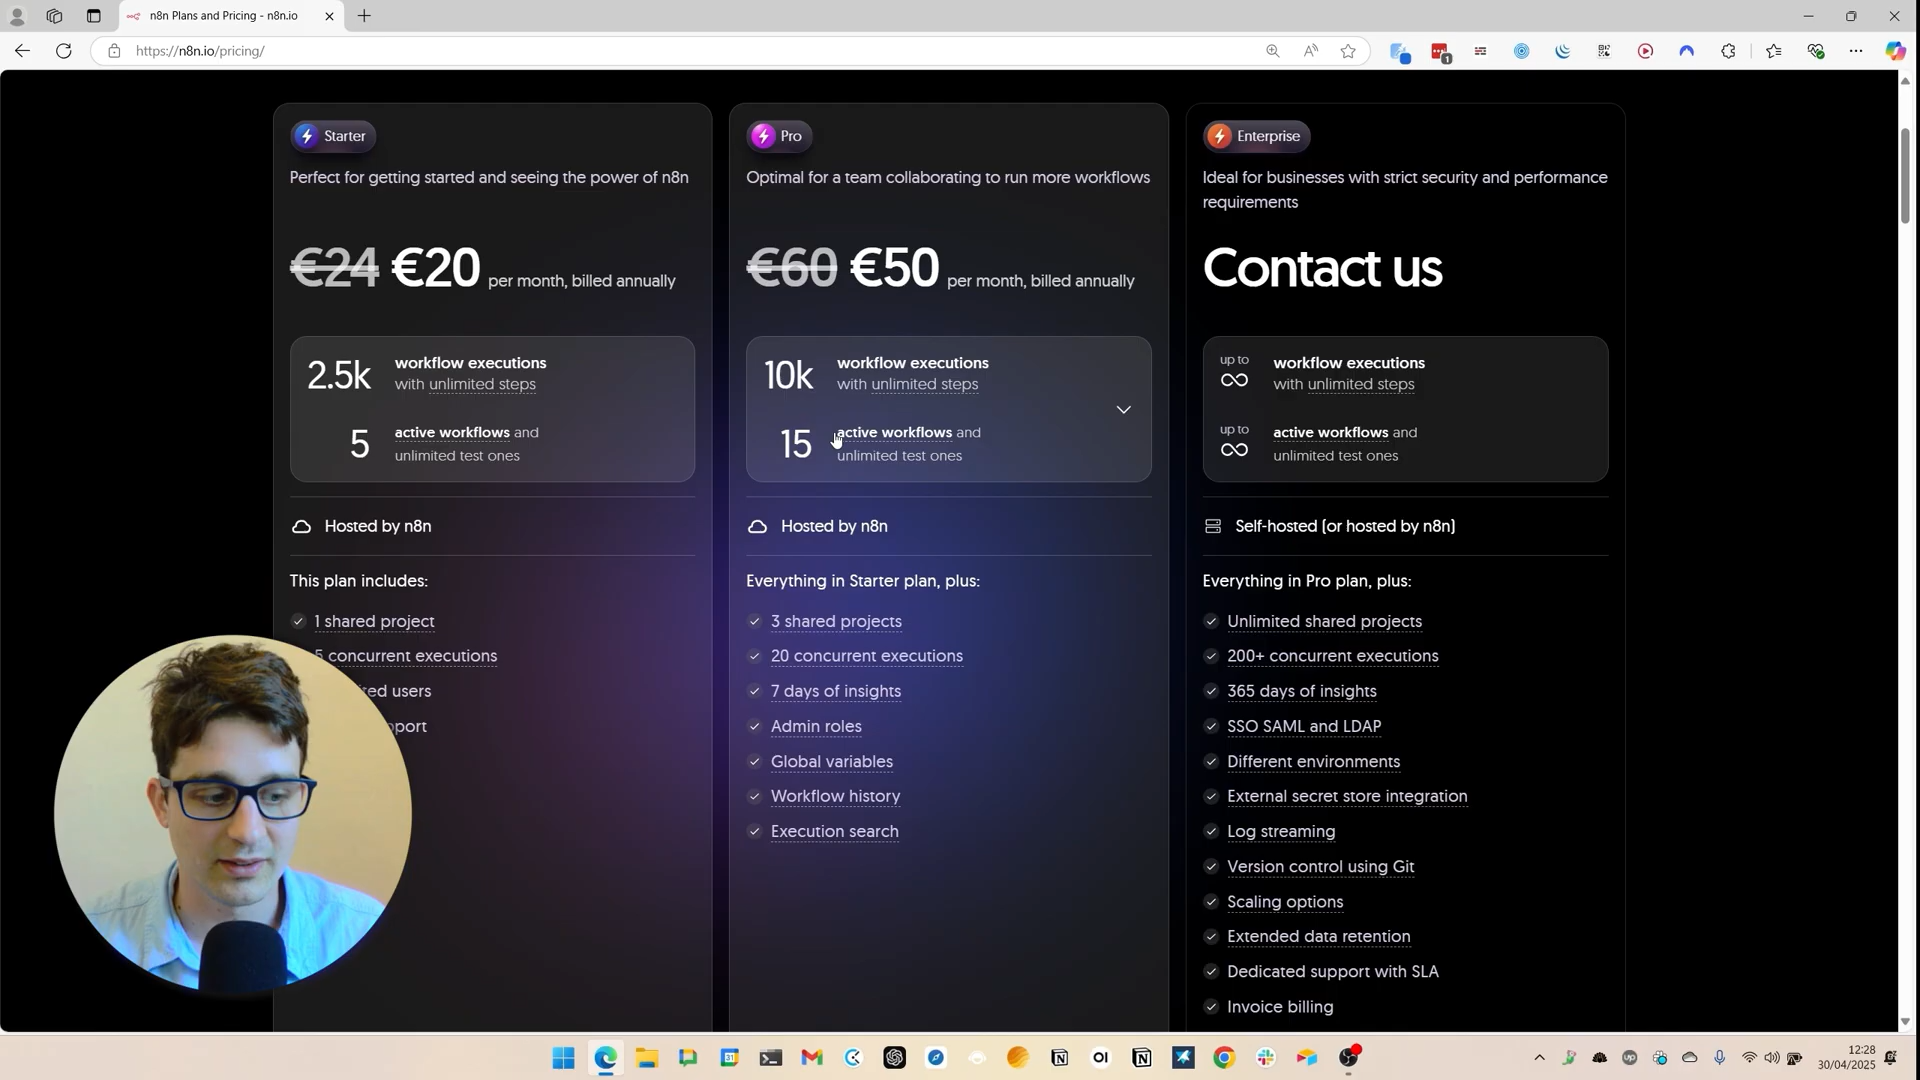 n8n Plans and Pricing - n8n.io
https://n8n.io/pricing/
1
Starter
Perfect for getting started and seeing the power of n8n
€24 €20 per month, billed annually
2.5k
workflow executions
with unlimited steps
5
active workflows and
unlimited test ones
Hosted by n8n
This plan includes:
1 shared project
5 concurrent executions
ed users
port
Pro
Optimal for a team collaborating to run more workflows
€60 €50 per month, billed annually
10k
workflow executions
with unlimited steps
15
active workflows and
unlimited test ones
Hosted by n8n
Everything in Starter plan, plus:
3 shared projects
20 concurrent executions
7 days of insights
Admin roles
Global variables
Workflow history
Execution search
Enterprise
Ideal for businesses with strict security and performance
requirements
Contact us
up to
∞
workflow executions
with unlimited steps
up to
∞
active workflows and
unlimited test ones
Self-hosted (or hosted by n8n)
Everything in Pro plan, plus:
Unlimited shared projects
200+ concurrent executions
365 days of insights
SSO SAML and LDAP
Different environments
External secret store integration
Log streaming
Version control using Git
Scaling options
Extended data retention
Dedicated support with SLA
Invoice billing
12:28
30/04/2025